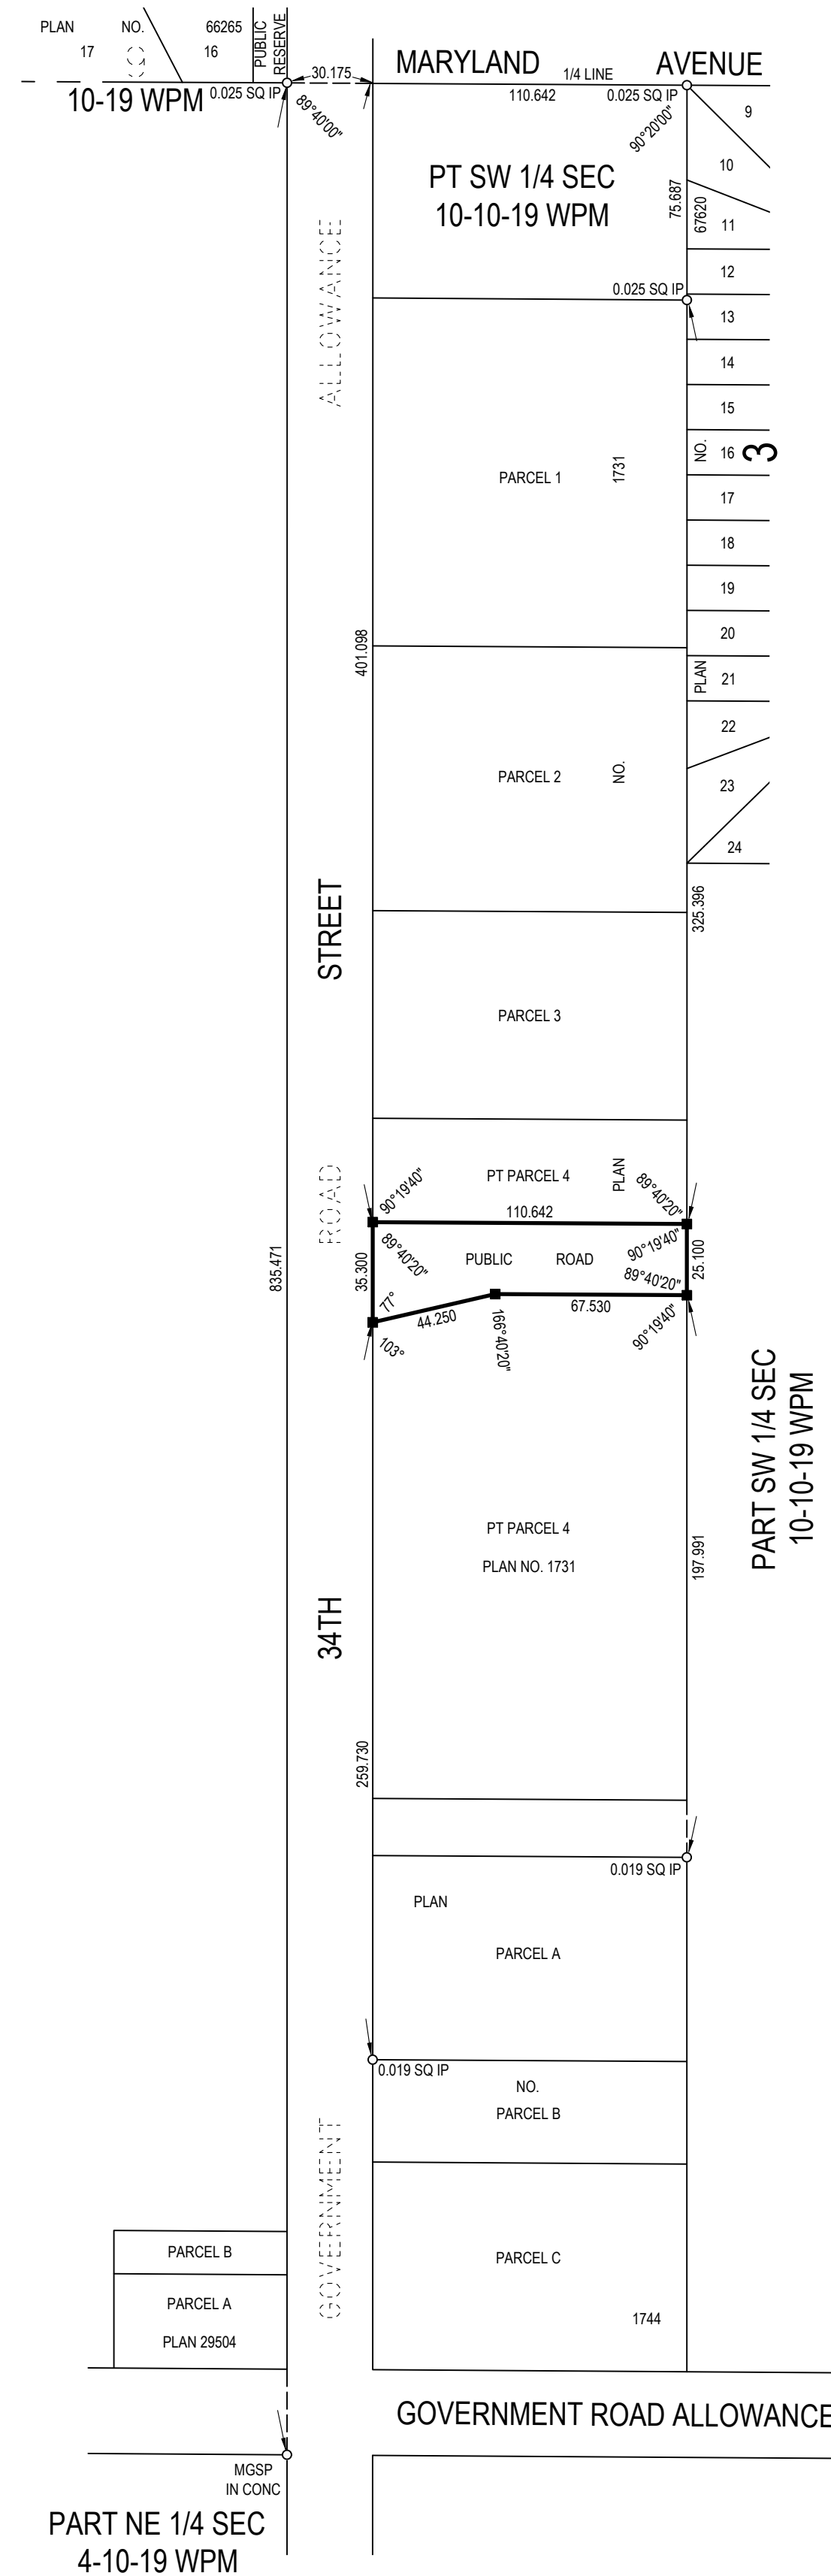 PLAN NO. 66265
17
16
PUBLIC
RESERVE
10-19 WPM
0.025 SQ IP
30.175
89°40'00"
MARYLAND AVENUE
1/4 LINE
110.642
0.025 SQ IP
90°20'00"
PT SW 1/4 SEC
10-10-19 WPM
75.687
67620
9
10
11
12
0.025 SQ IP
13
14
15
16
3
NO.
17
18
19
20
21
PLAN
22
23
24
ALLOWANCE
PARCEL 1
1731
401.098
PARCEL 2
NO.
325.396
STREET
PARCEL 3
ROAD
PT PARCEL 4
PLAN
90°19'40"
89°40'20"
110.642
835.471
35.300
89°40'20"
PUBLIC ROAD
90°19'40"
89°40'20"
25.100
77°
44.250
67.530
103°
166°40'20"
90°19'40"
PART SW 1/4 SEC
10-10-19 WPM
PT PARCEL 4
PLAN NO. 1731
197.991
34TH
259.730
0.019 SQ IP
PLAN
PARCEL A
0.019 SQ IP
NO.
PARCEL B
GOVERNMENT
PARCEL B
PARCEL A
PLAN 29504
PARCEL C
1744
GOVERNMENT ROAD ALLOWANCE
MGSP
IN CONC
PART NE 1/4 SEC
4-10-19 WPM